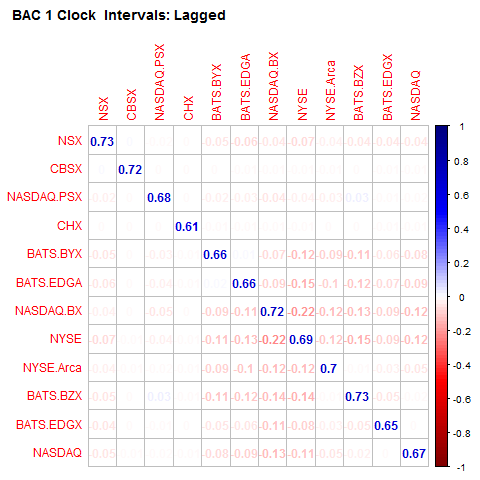 BAC 1 Clock Intervals: Lagged
NSX CBSX NASDAQ.PSX CHX BATS.BYX BATS.EDGA NASDAQ.BX NYSE NYSE.Arca BATS.BZX BATS.EDGX NASDAQ
NSX 0.73 -0.05 -0.06 -0.04 -0.07 -0.04 -0.04 -0.04 -0.04
CBSX 0.72
NASDAQ.PSX -0.02 0.68 -0.02 -0.03 -0.04 -0.04 -0.03
CHX 0.61
BATS.BYX -0.05 -0.03 0.66 -0.07 -0.12 -0.09 -0.11 -0.06 -0.08
BATS.EDGA -0.06 -0.04 0.66 -0.09 -0.15 -0.1 -0.12 -0.07 -0.09
NASDAQ.BX -0.04 -0.05 -0.09 -0.11 0.72 -0.22 -0.12 -0.13 -0.09 -0.12
NYSE -0.07 -0.04 -0.11 -0.13 -0.22 0.69 -0.12 -0.15 -0.09 -0.12
NYSE.Arca -0.04 -0.09 -0.1 -0.12 -0.12 0.7 -0.03 -0.05
BATS.BZX -0.05 -0.11 -0.12 -0.14 -0.14 0.73 -0.05
BATS.EDGX -0.04 -0.05 -0.06 -0.11 -0.08 -0.03 -0.05 0.65
NASDAQ -0.05 -0.08 -0.09 -0.13 -0.11 -0.05 -0.02 0.67
1
0.8
0.6
0.4
0.2
0
-0.2
-0.4
-0.6
-0.8
-1